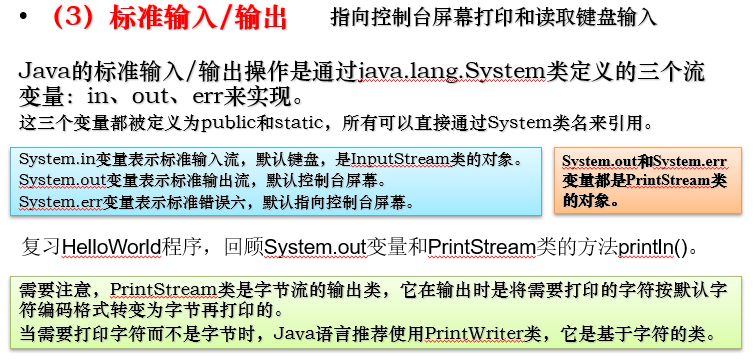 • （3）标准输入/输出 指向控制台屏幕打印和读取键盘输入
Java的标准输入/输出操作是通过java.lang.System类定义的三个流
变量：in、out、err来实现。
这三个变量都被定义为public和static，所有可以直接通过System类名来引用。
System.in变量表示标准输入流，默认键盘，是InputStream类的对象。
System.out变量表示标准输出流，默认控制台屏幕。
System.err变量表示标准错误六，默认指向控制台屏幕。
System.out和System.err
变量都是PrintStream类
的对象。
复习HelloWorld程序，回顾System.out变量和PrintStream类的方法println()。
需要注意，PrintStream类是字节流的输出类，它在输出时是将需要打印的字符按默认字
符编码格式转变为字节再打印的。
当需要打印字符而不是字节时，Java语言推荐使用PrintWriter类，它是基于字符的类。